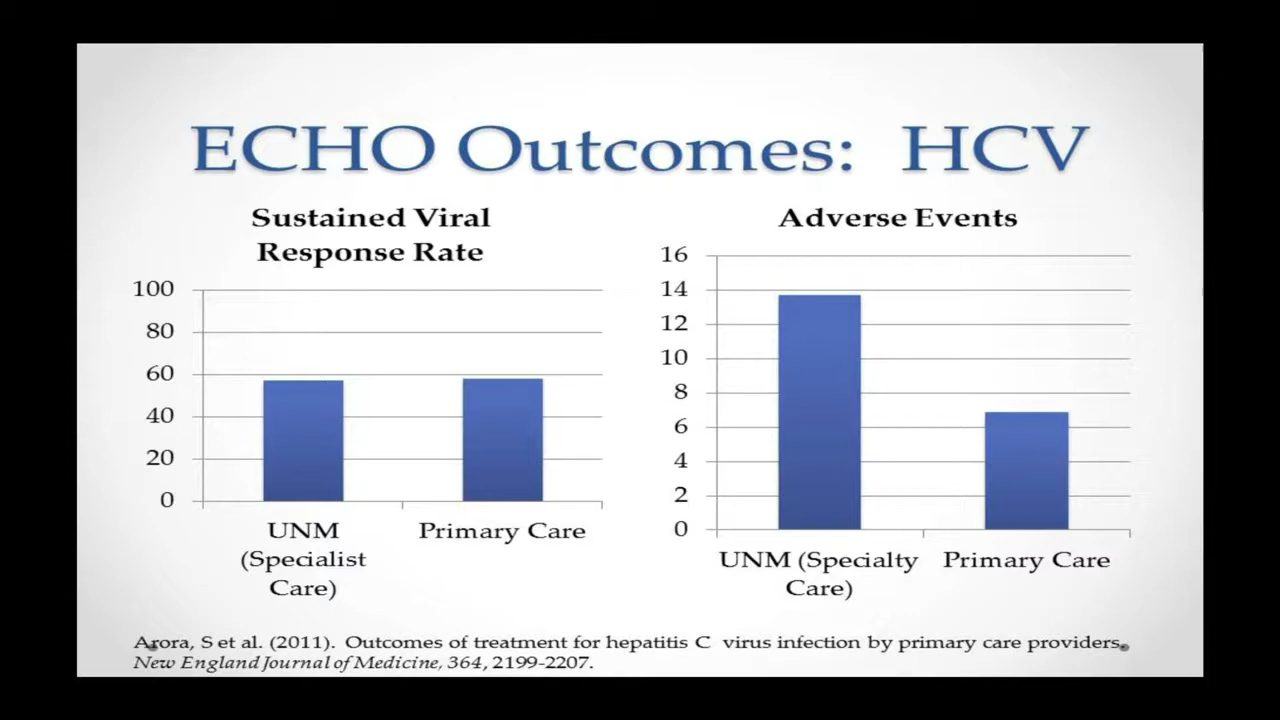 ECHO Outcomes: HCV
Sustained Viral
Response Rate
100
80
60
40
20
0
UNM
(Specialist
Care)
Primary Care
Adverse Events
16
14
12
10
8
6
4
2
0
UNM (Specialty
Care)
Primary Care
Arora, S et al. (2011). Outcomes of treatment for hepatitis C virus infection by primary care providers.
New England Journal of Medicine, 364, 2199-2207.